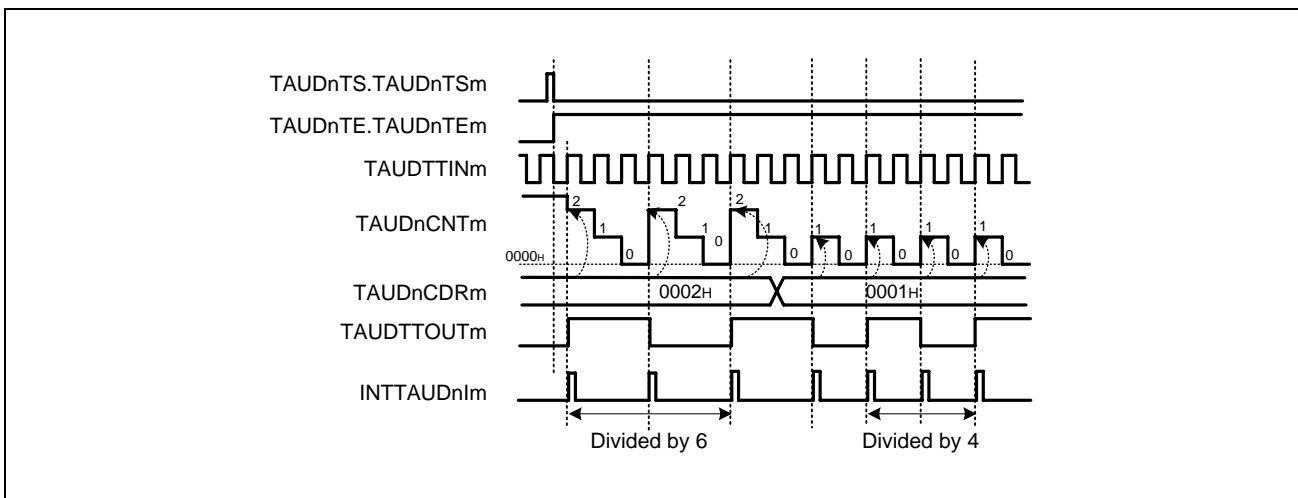 TAUDnTS.TAUDnTSm
TAUDnTE.TAUDnTEm
TAUDTTINm
TAUDnCNTm
2
1
0
2
1
0
2
1
0
1
0
1
0
1
0
1
0000H
TAUDnCDRm
0002H
0001H
TAUDTTOUTm
INTTAUDnIm
Divided by 6
Divided by 4